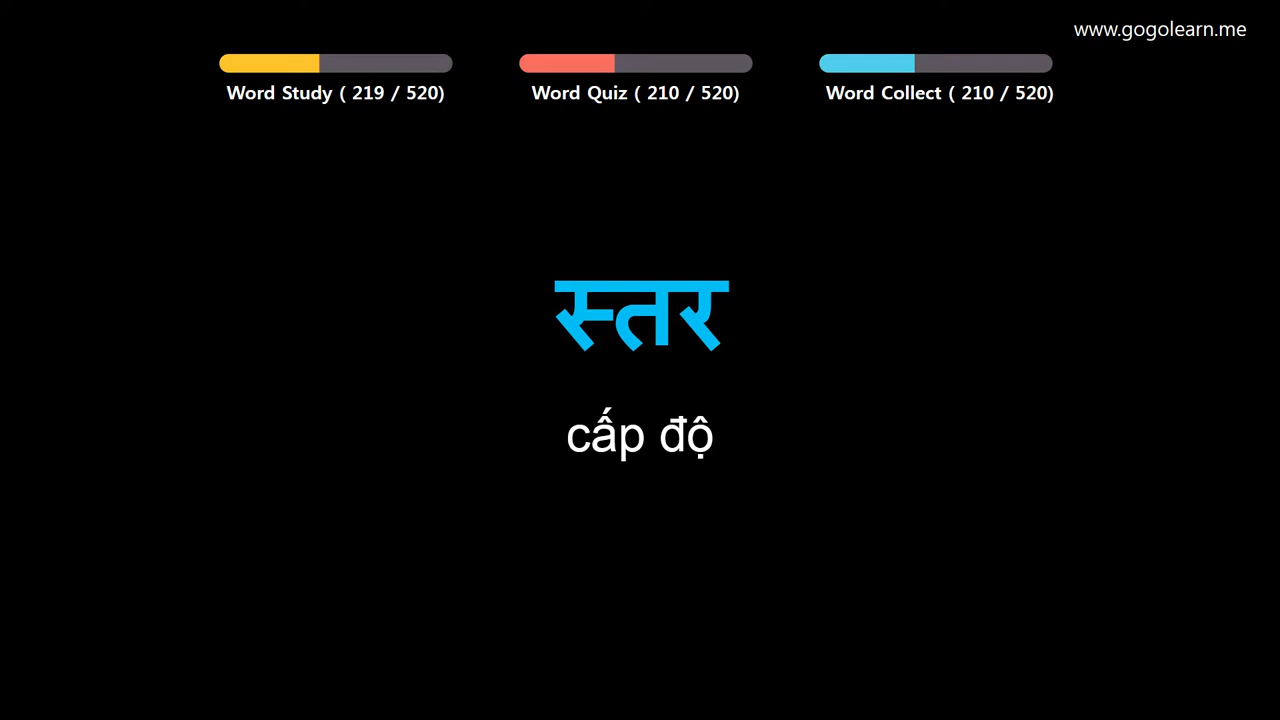 www.gogolearn.me
Word Study ( 219 / 520)
Word Quiz ( 210 / 520)
Word Collect ( 210 / 520)
स्तर
cấp độ